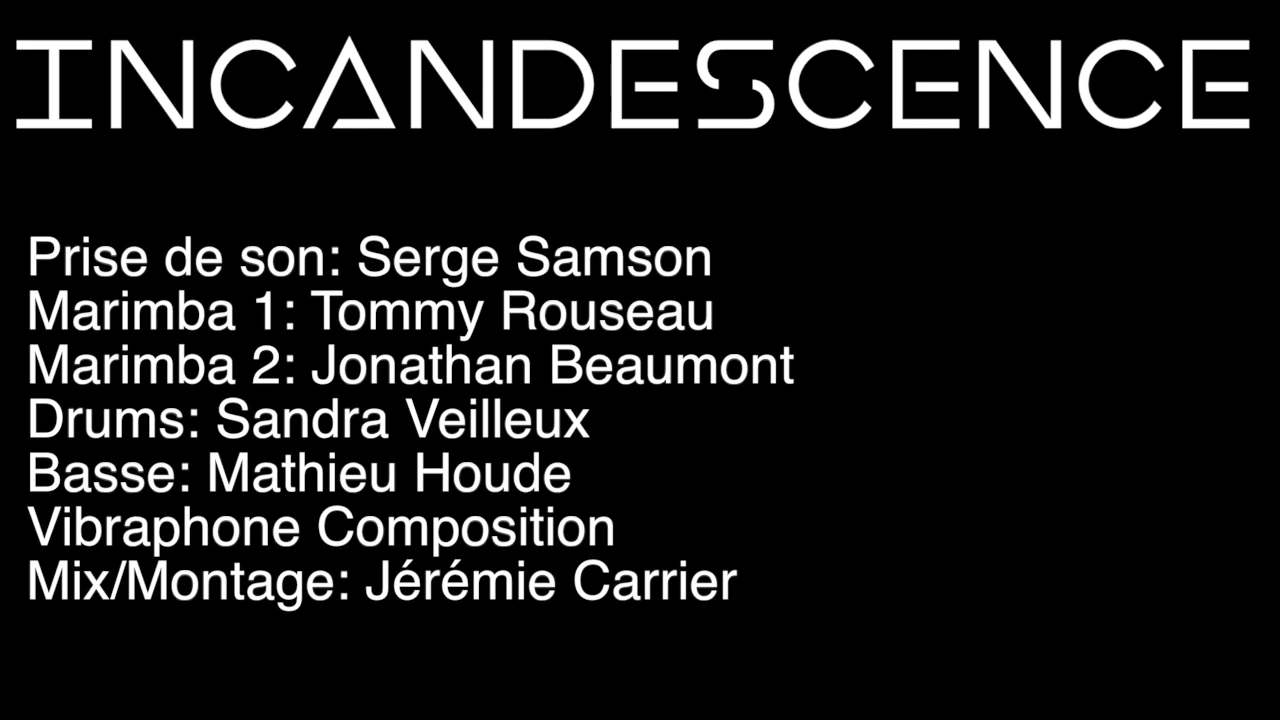 INCANDESCENCE
Prise de son: Serge Samson
Marimba 1: Tommy Rouseau
Marimba 2: Jonathan Beaumont
Drums: Sandra Veilleux
Basse: Mathieu Houde
Vibraphone Composition
Mix/Montage: Jérémie Carrier